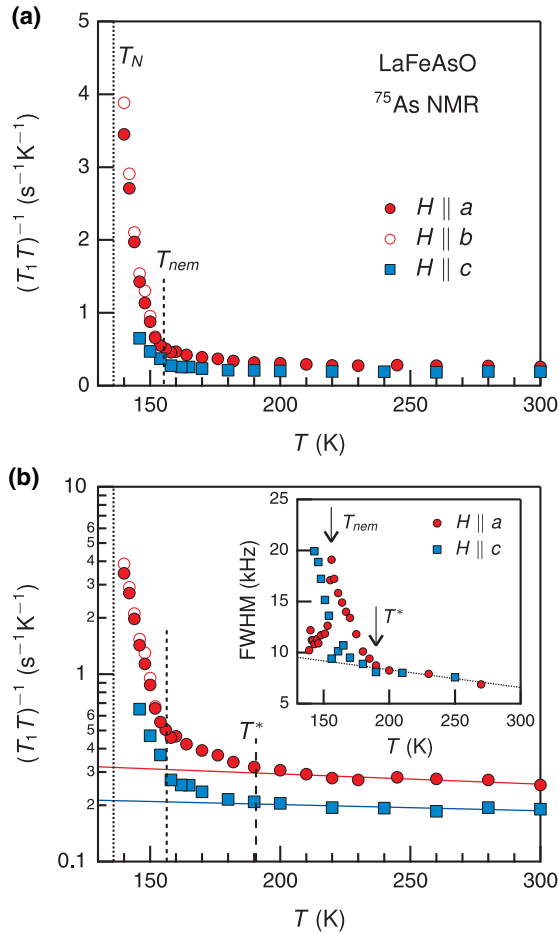 (a)
5
4
3
2
1
0
(T₁T)⁻¹ (s⁻¹K⁻¹)
T_N
T_nem
LaFeAsO
⁷⁵As NMR
H || a
H || b
H || c
150 200 250 300
T (K)
(b)
10
6
5
4
3
2
1
6
5
4
3
2
0.1
(T₁T)⁻¹ (s⁻¹K⁻¹)
T*
150 200 250 300
T (K)
25
20
15
10
5
FWHM (kHz)
T_nem
T*
H || a
H || c
150 200 250 300
T (K)